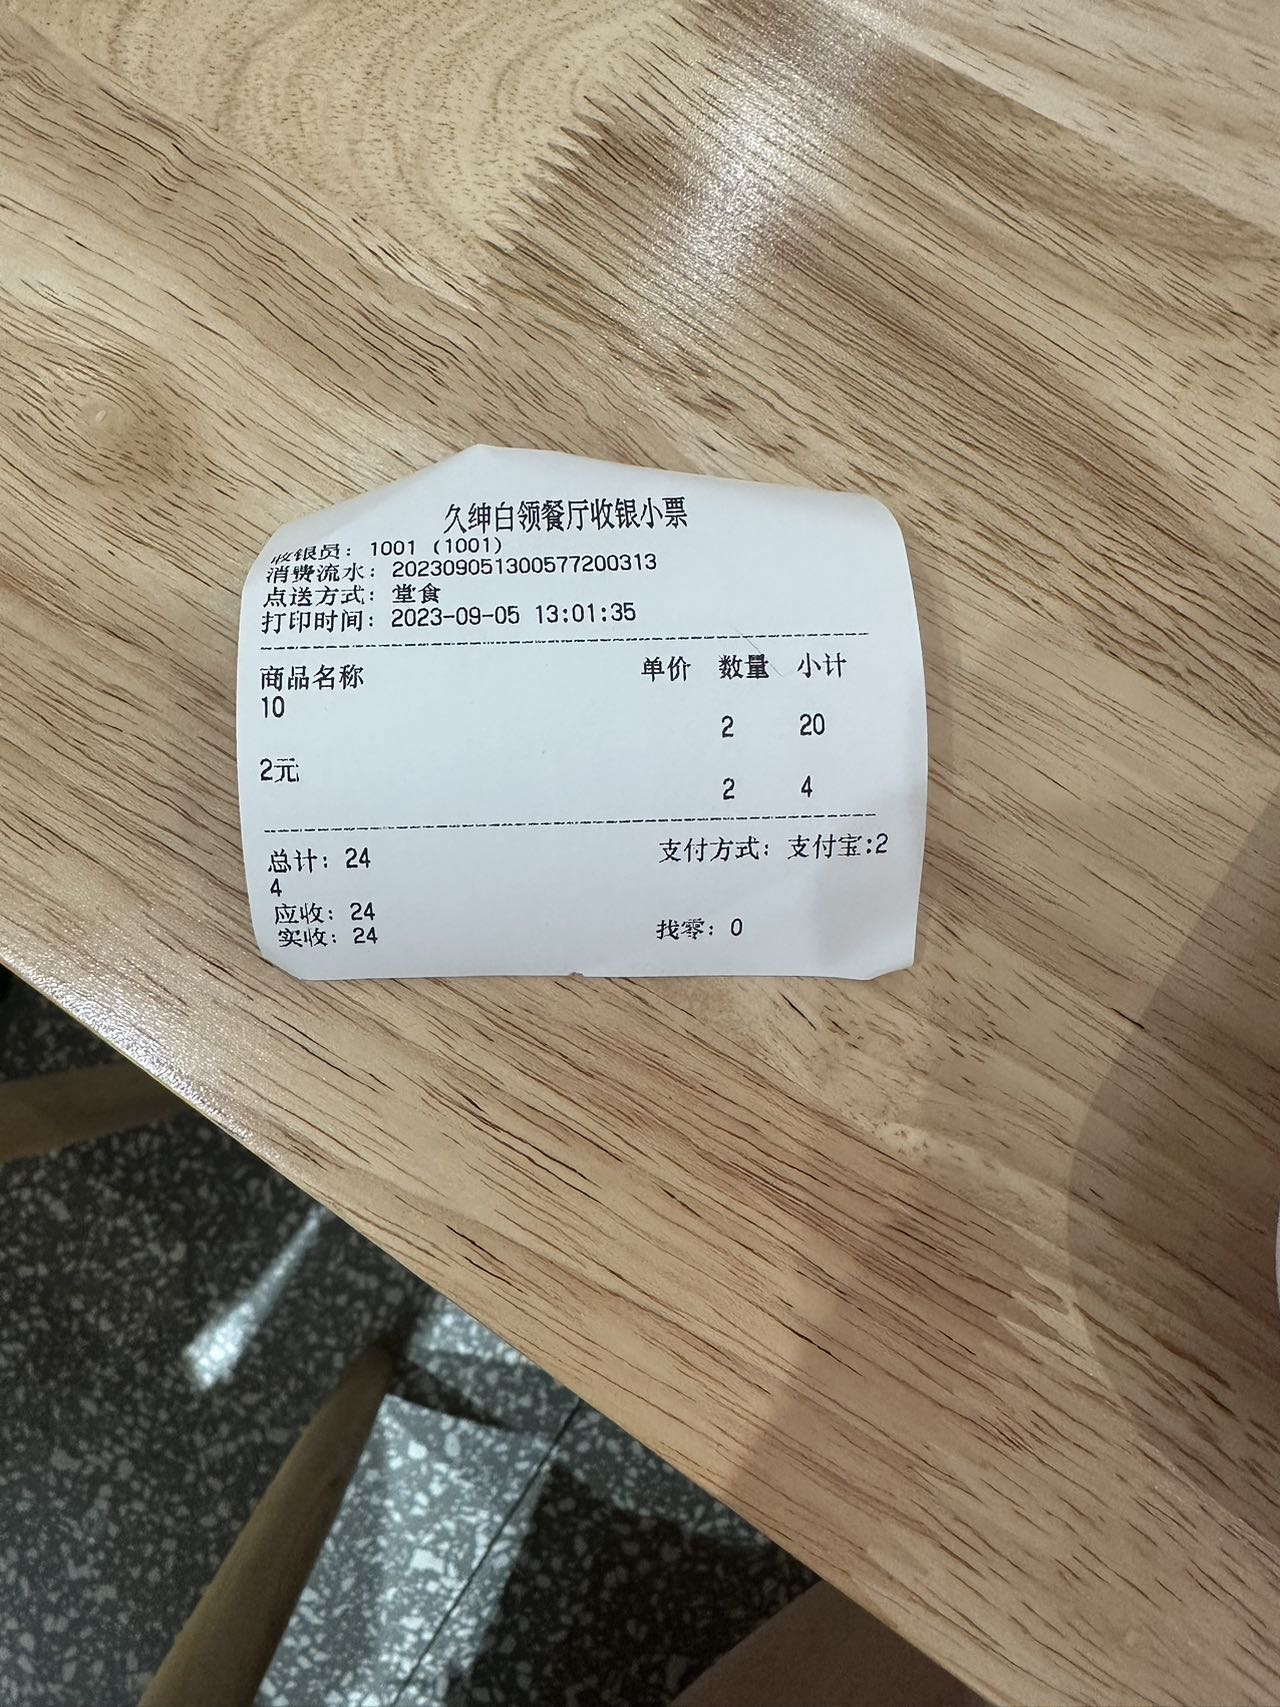 久绅白领餐厅收银小票
收银员: 1001 (1001)
消费流水: 202309051300577200313
点送方式: 堂食
打印时间: 2023-09-05 13:01:35
商品名称 单价 数量 小计
10
2 20
2元
2 4
总计: 24 支付方式: 支付宝:2
4
应收: 24
实收: 24 找零: 0